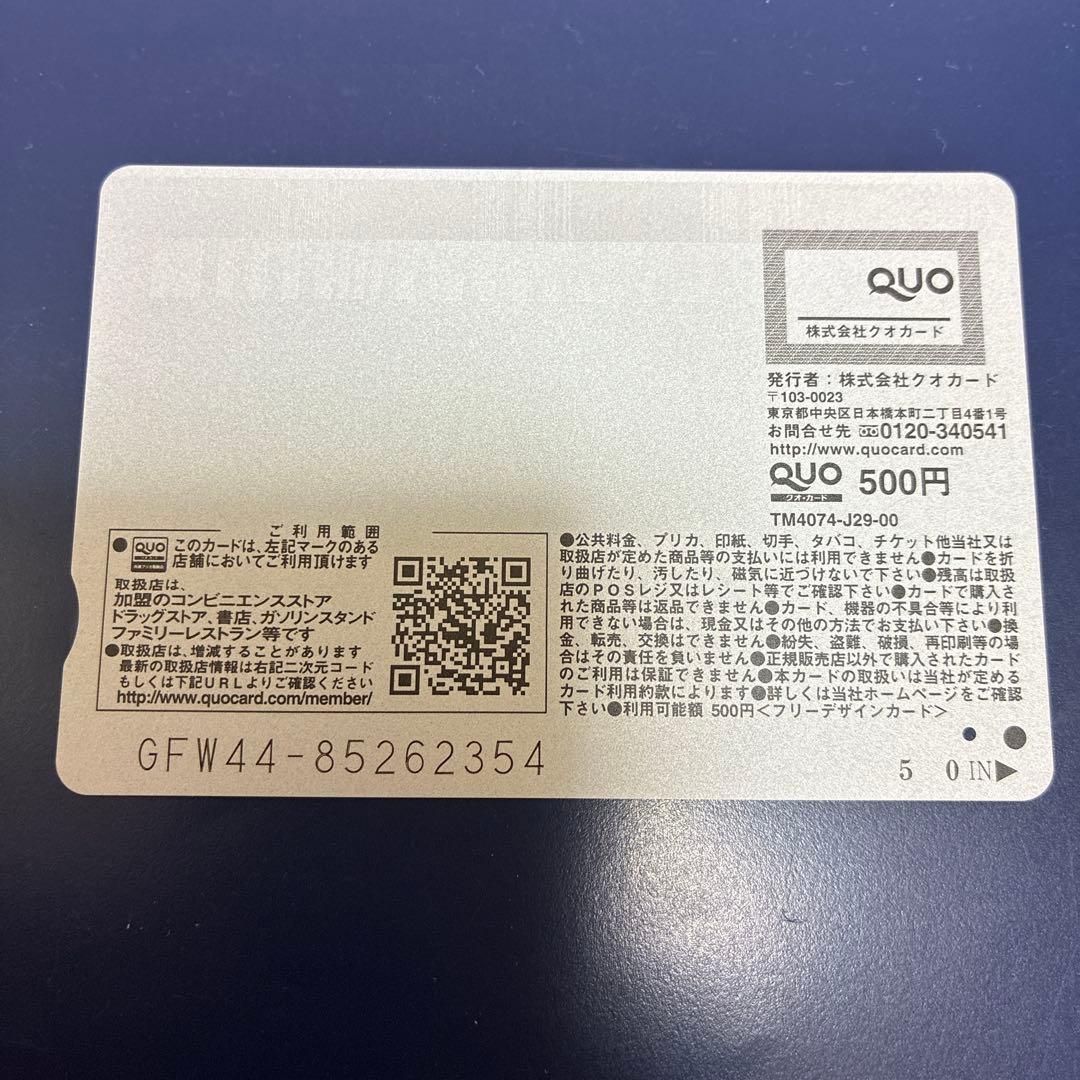 QUO
株式会社クオカード
発行者：株式会社クオカード
〒103-0023
東京都中央区日本橋本町二丁目4番1号
お問合せ先 0120-340541
http://www.quocard.com
QUO 500円
クオ・カード
TM4074-J29-00
ご利用範囲
●QUO このカードは、左記マークのある
店舗においてご利用頂けます
取扱店は、
加盟のコンビニエンスストア
ドラッグストア、書店、ガソリンスタンド
ファミリーレストラン等です
●取扱店は、増減することがあります
最新の取扱店情報は右記二次元コード
もしくは下記URLよりご確認ください
http://www.quocard.com/member/
●公共料金、プリカ、印紙、切手、タバコ、チケット他当社又は
取扱店が定めた商品等の支払いには利用できません●カードを折
り曲げたり、汚したり、磁気に近づけないで下さい●残高は取扱
店のPOSレジ又はレシート等でご確認下さい●カードで購入さ
れた商品等は返品できません●カード、機器の不具合等により利
用できない場合は、現金又はその他の方法でお支払い下さい●換
金、転売、交換はできません●紛失、盗難、破損、再印刷等の場
合はその責任を負いません●正規販売店以外で購入されたカード
のご利用は保証できません●本カードの取扱いは当社が定める
カード利用約款によります●詳しくは当社ホームページをご確認
下さい●利用可能額 500円＜フリーデザインカード＞
GFW44-85262354
5 0 IN▶